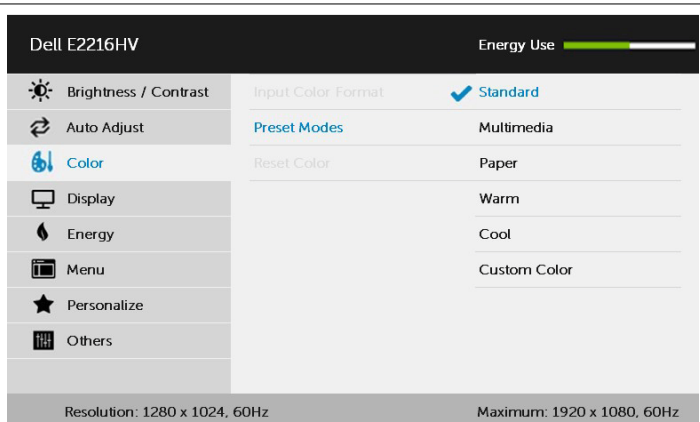 Dell E2216HV Energy Use
Brightness / Contrast Input Color Format Standard
Auto Adjust Preset Modes Multimedia
Color Reset Color Paper
Display Warm
Energy Cool
Menu Custom Color
Personalize
Others
Resolution: 1280 x 1024, 60Hz Maximum: 1920 x 1080, 60Hz